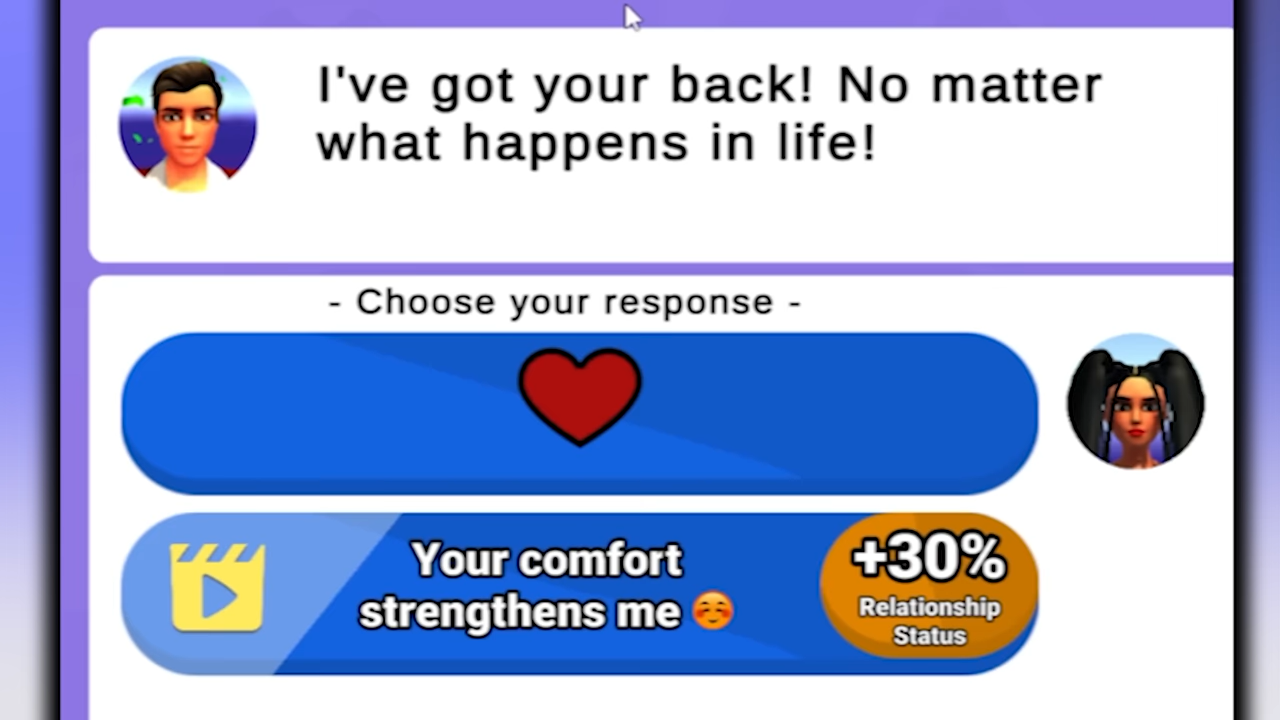 I've got your back! No matter
what happens in life!
- Choose your response -
Your comfort
strengthens me ☺️
+30%
Relationship
Status